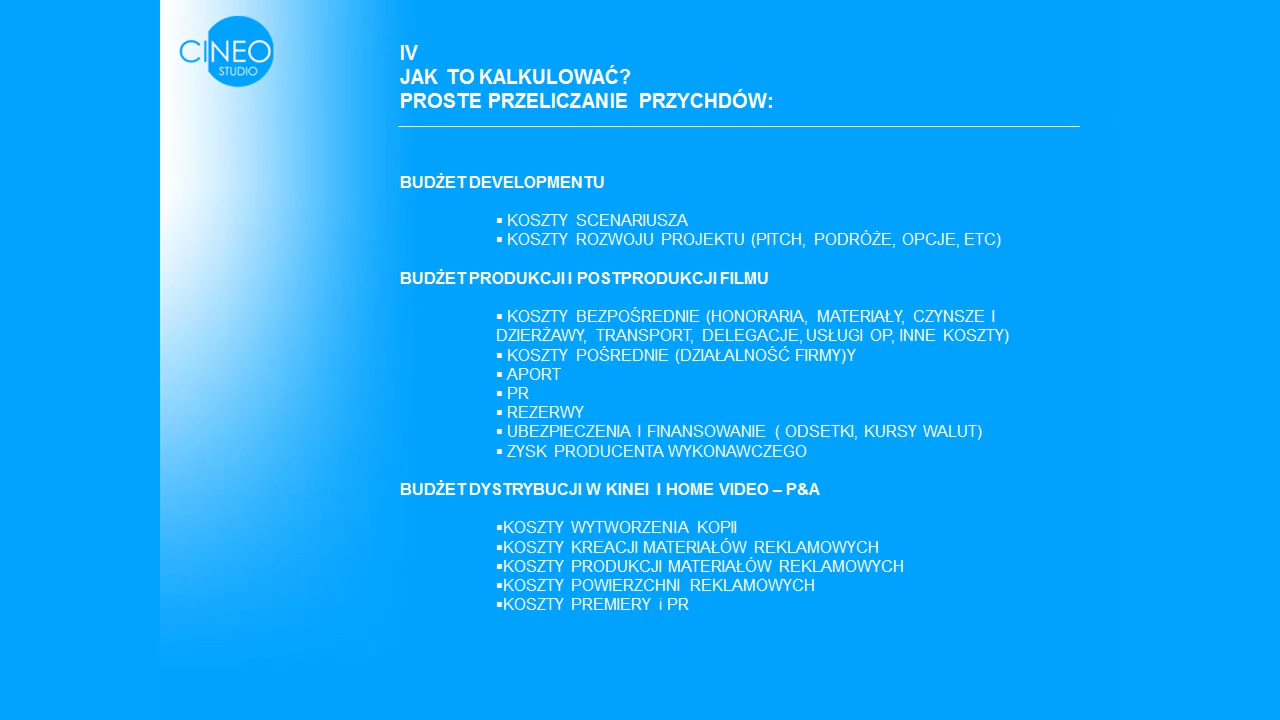 CINEO
STUDIO
IV
JAK TO KALKULOWAĆ?
PROSTE PRZELICZANIE PRZYCHDÓW:
BUDŻET DEVELOPMENTU
▪ KOSZTY SCENARIUSZA
▪ KOSZTY ROZWOJU PROJEKTU (PITCH, PODRÓŻE, OPCJE, ETC)
BUDŻET PRODUKCJI I POSTPRODUKCJI FILMU
▪ KOSZTY BEZPOŚREDNIE (HONORARIA, MATERIAŁY, CZYNSZE I
DZIERŻAWY, TRANSPORT, DELEGACJE, USŁUGI OP, INNE KOSZTY)
▪ KOSZTY POŚREDNIE (DZIAŁALNOŚĆ FIRMY)Y
▪ APORT
▪ PR
▪ REZERWY
▪ UBEZPIECZENIA I FINANSOWANIE ( ODSETKI, KURSY WALUT)
▪ ZYSK PRODUCENTA WYKONAWCZEGO
BUDŻET DYSTRYBUCJI W KINEI I HOME VIDEO – P&A
▪KOSZTY WYTWORZENIA KOPII
▪KOSZTY KREACJI MATERIAŁÓW REKLAMOWYCH
▪KOSZTY PRODUKCJI MATERIAŁÓW REKLAMOWYCH
▪KOSZTY POWIERZCHNI REKLAMOWYCH
▪KOSZTY PREMIERY i PR